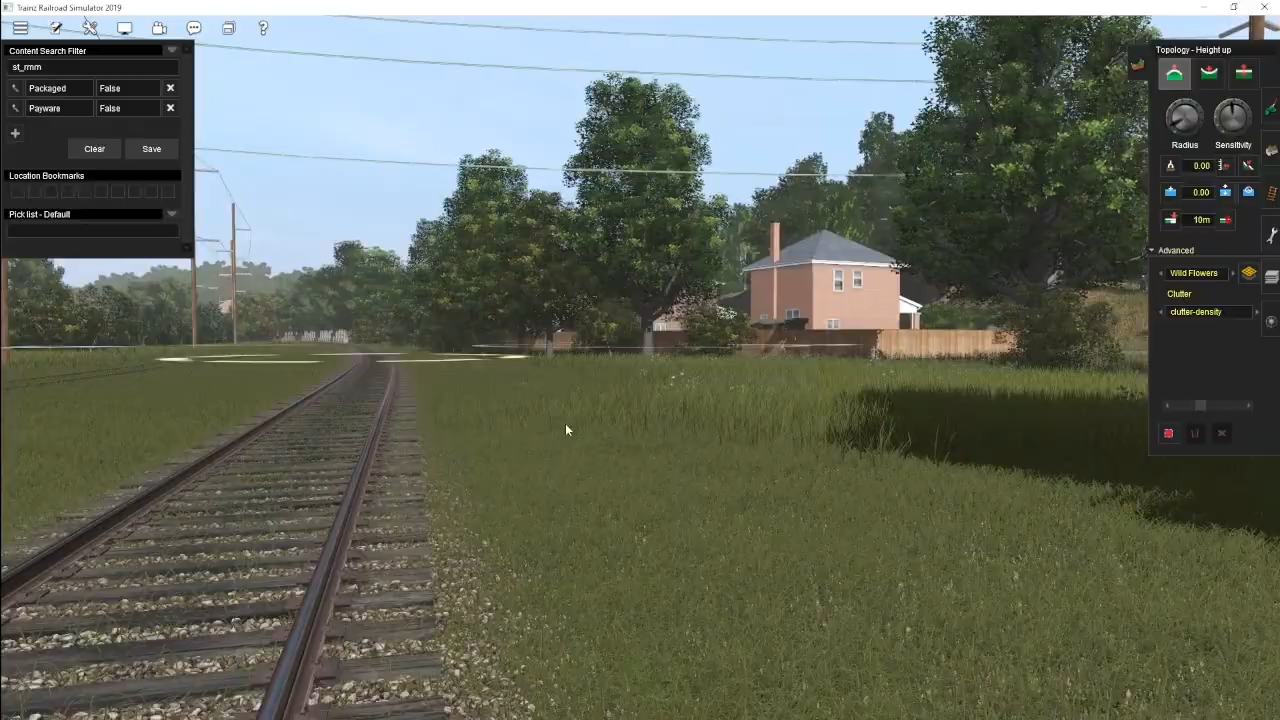 Trainz Railroad Simulator 2019
Content Search Filter
st_rmm
Packaged False
Payware False
Clear Save
Location Bookmarks
Pick list - Default
Topology - Height up
Radius Sensitivity
0.00
0.00
10m
Advanced
Wild Flowers
Clutter
clutter-density